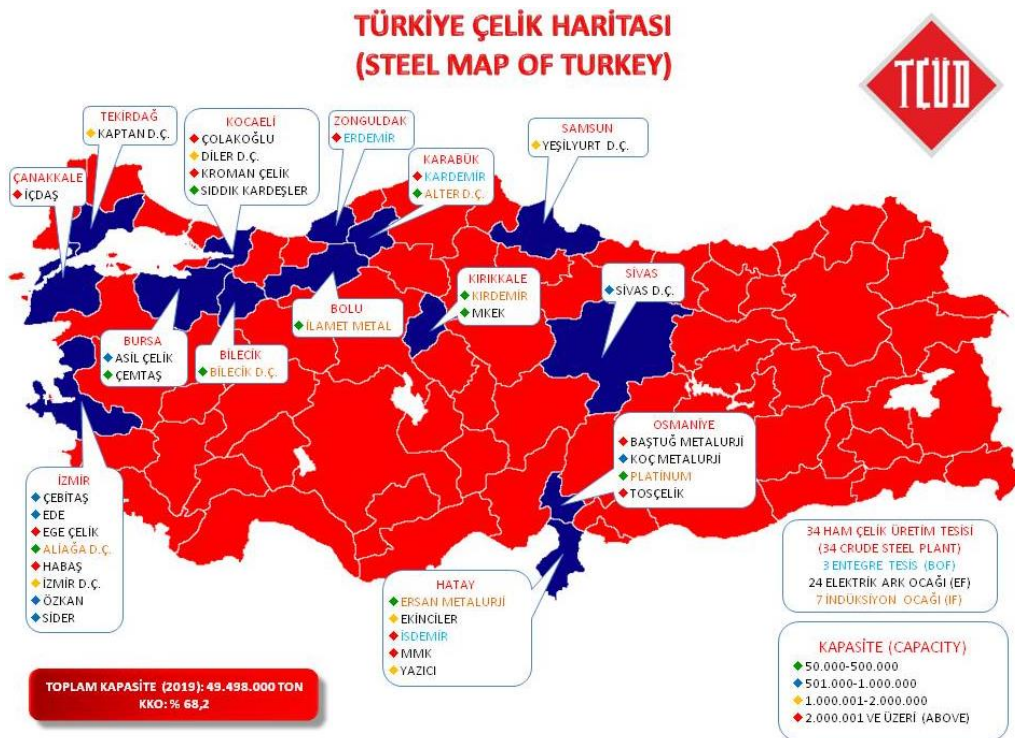 TÜRKİYE ÇELİK HARİTASI
(STEEL MAP OF TURKEY)
TÇÜD
TEKİRDAĞ
KAPTAN D.Ç.
KOCAELİ
ÇOLAKOĞLU
DİLER D.Ç.
KROMAN ÇELİK
SIDDIK KARDEŞLER
ZONGULDAK
ERDEMİR
SAMSUN
YEŞİLYURT D.Ç.
KARABÜK
KARDEMİR
ALTER D.Ç.
ÇANAKKALE
İÇDAŞ
KIRIKKALE
KIRDEMİR
MKEK
SİVAS
SİVAS D.Ç.
BOLU
İLAMET METAL
BURSA
ASİL ÇELİK
ÇEMTAŞ
BİLECİK
BİLECİK D.Ç.
OSMANİYE
BAŞTUĞ METALURJİ
KOÇ METALURJİ
PLATİNUM
TOSÇELİK
İZMİR
ÇEBİTAŞ
EDE
EGE ÇELİK
ALİAĞA D.Ç.
HABAŞ
İZMİR D.Ç.
ÖZKAN
SİDER
HATAY
ERSAN METALURJİ
EKİNCİLER
İSDEMİR
MMK
YAZICI
34 HAM ÇELİK ÜRETİM TESİSİ
(34 CRUDE STEEL PLANT)
3 ENTEGRE TESİS (BOF)
24 ELEKTRİK ARK OCAĞI (EF)
7 İNDÜKSİYON OCAĞI (IF)
KAPASİTE (CAPACITY)
50.000-500.000
501.000-1.000.000
1.000.001-2.000.000
2.000.001 VE ÜZERİ (ABOVE)
TOPLAM KAPASİTE (2019): 49.498.000 TON
KKO: % 68,2